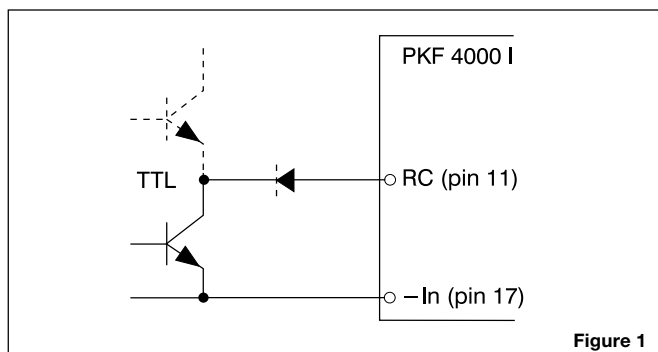 PKF 4000 I
TTL
RC (pin 11)
–In (pin 17)
Figure 1